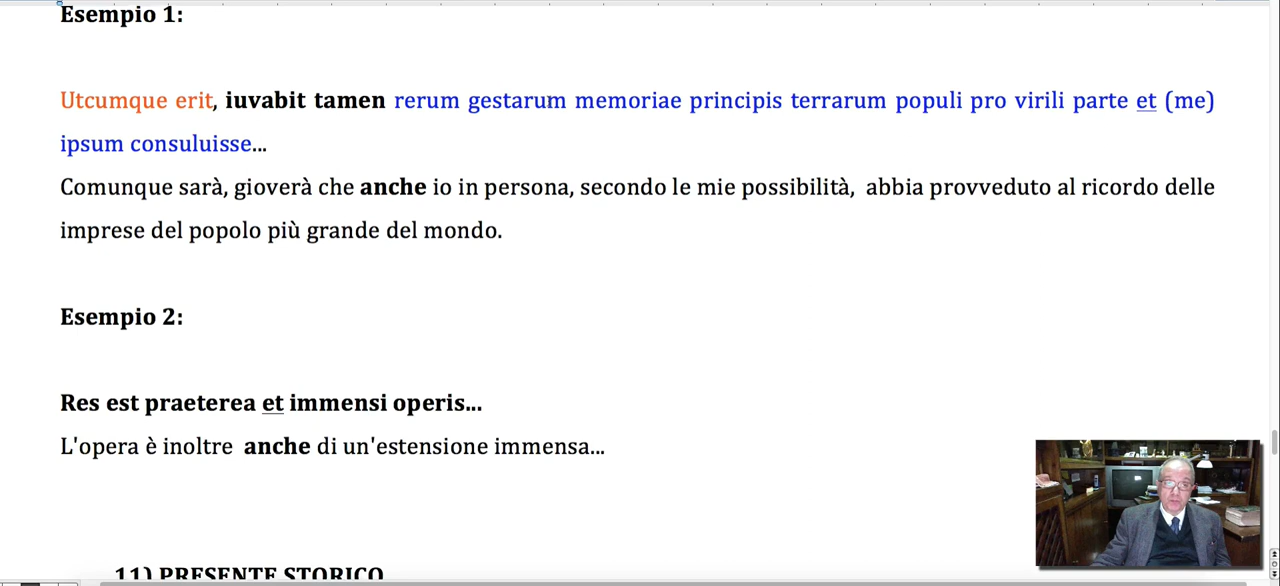 Esempio 1:
Utcumque erit, iuvabit tamen rerum gestarum memoriae principis terrarum populi pro virili parte et (me)
ipsum consuluisse...
Comunque sarà, gioverà che anche io in persona, secondo le mie possibilità, abbia provveduto al ricordo delle
imprese del popolo più grande del mondo.
Esempio 2:
Res est praeterea et immensi operis...
L'opera è inoltre anche di un'estensione immensa...
11) PRESENTE STORICO